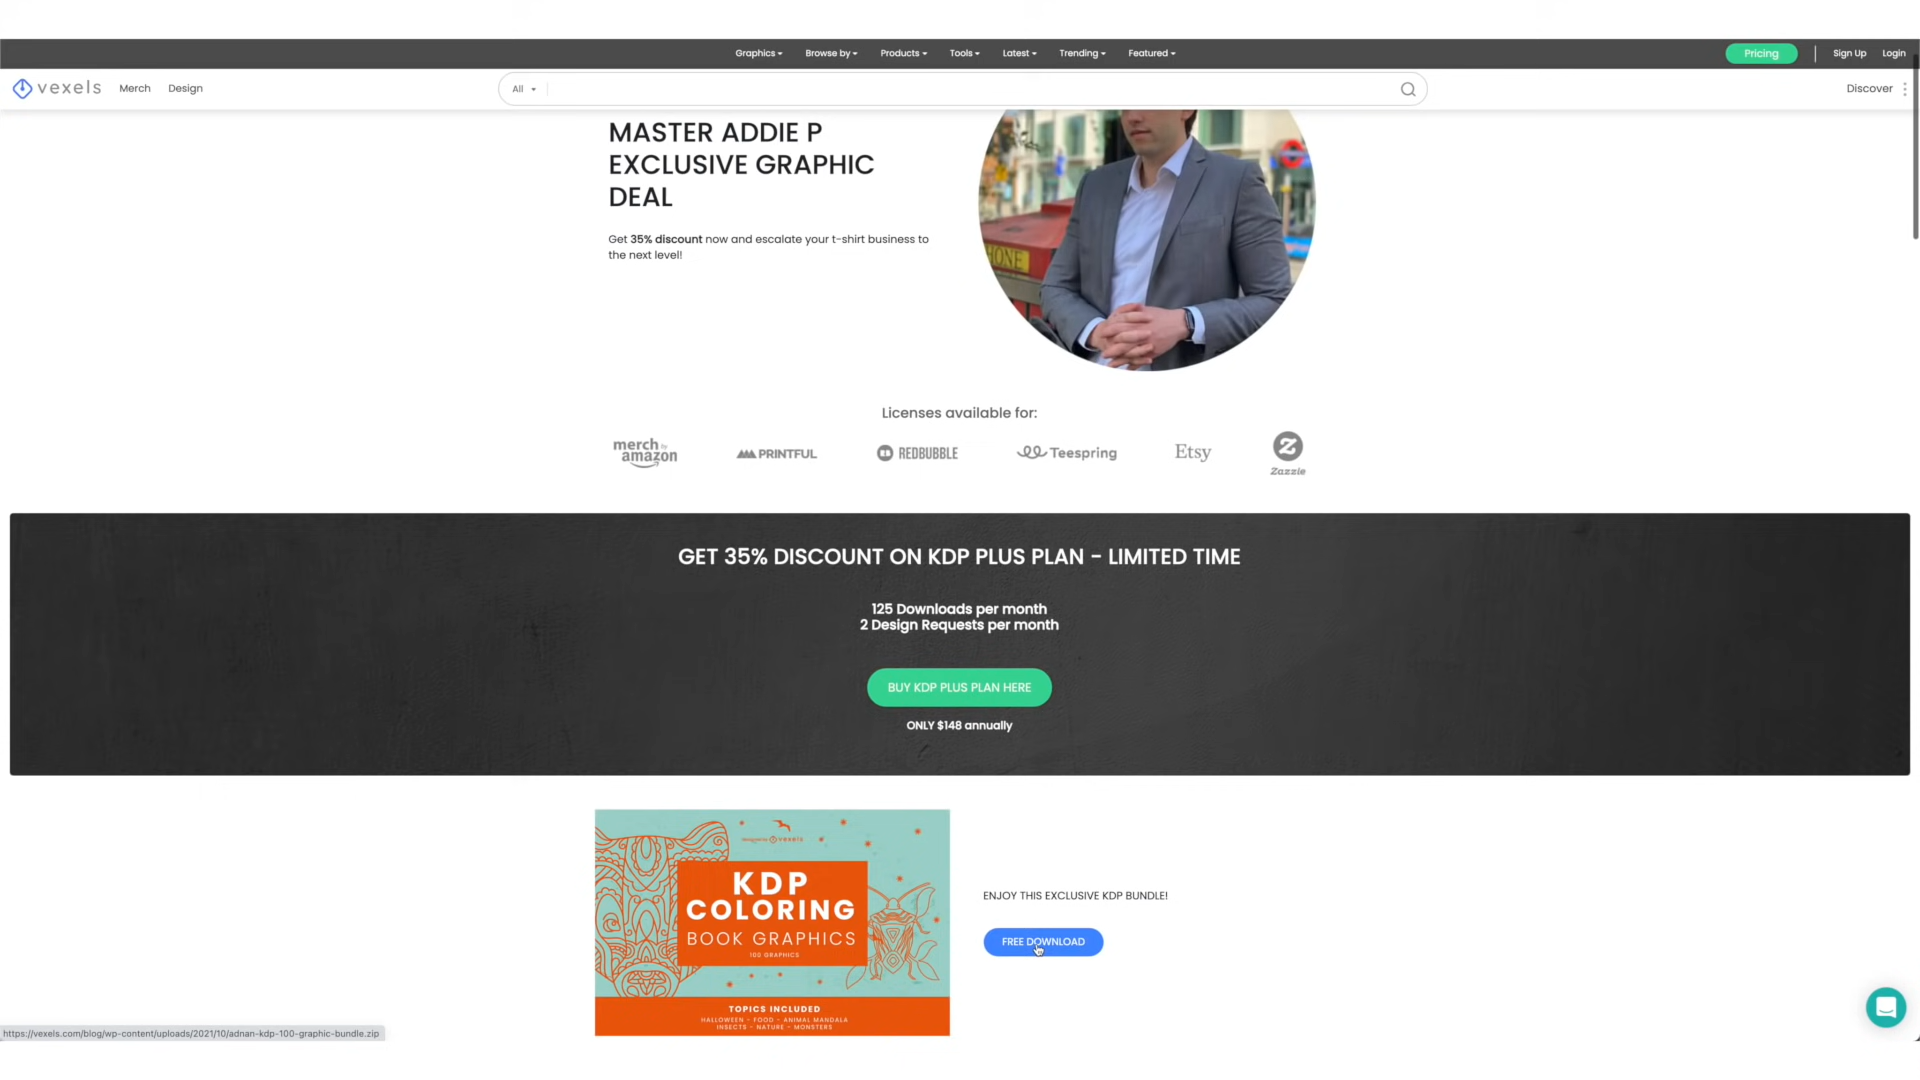 Graphics Browse by Products Tools Latest Trending Featured Pricing Sign Up Login
vexels Merch Design All Discover
MASTER ADDIE P
EXCLUSIVE GRAPHIC
DEAL
Get 35% discount now and escalate your t-shirt business to
the next level!
HONE
Licenses available for:
merch by amazon PRINTFUL REDBUBBLE Teespring Etsy Z Zazzle
GET 35% DISCOUNT ON KDP PLUS PLAN - LIMITED TIME
125 Downloads per month
2 Design Requests per month
BUY KDP PLUS PLAN HERE
ONLY $148 annually
designed by vexels
KDP
COLORING
BOOK GRAPHICS
100 GRAPHICS
TOPICS INCLUDED
HALLOWEEN - FOOD - ANIMAL MANDALA
INSECTS - NATURE - MONSTERS
ENJOY THIS EXCLUSIVE KDP BUNDLE!
FREE DOWNLOAD
https://vexels.com/blog/wp-content/uploads/2021/10/adnan-kdp-100-graphic-bundle.zip